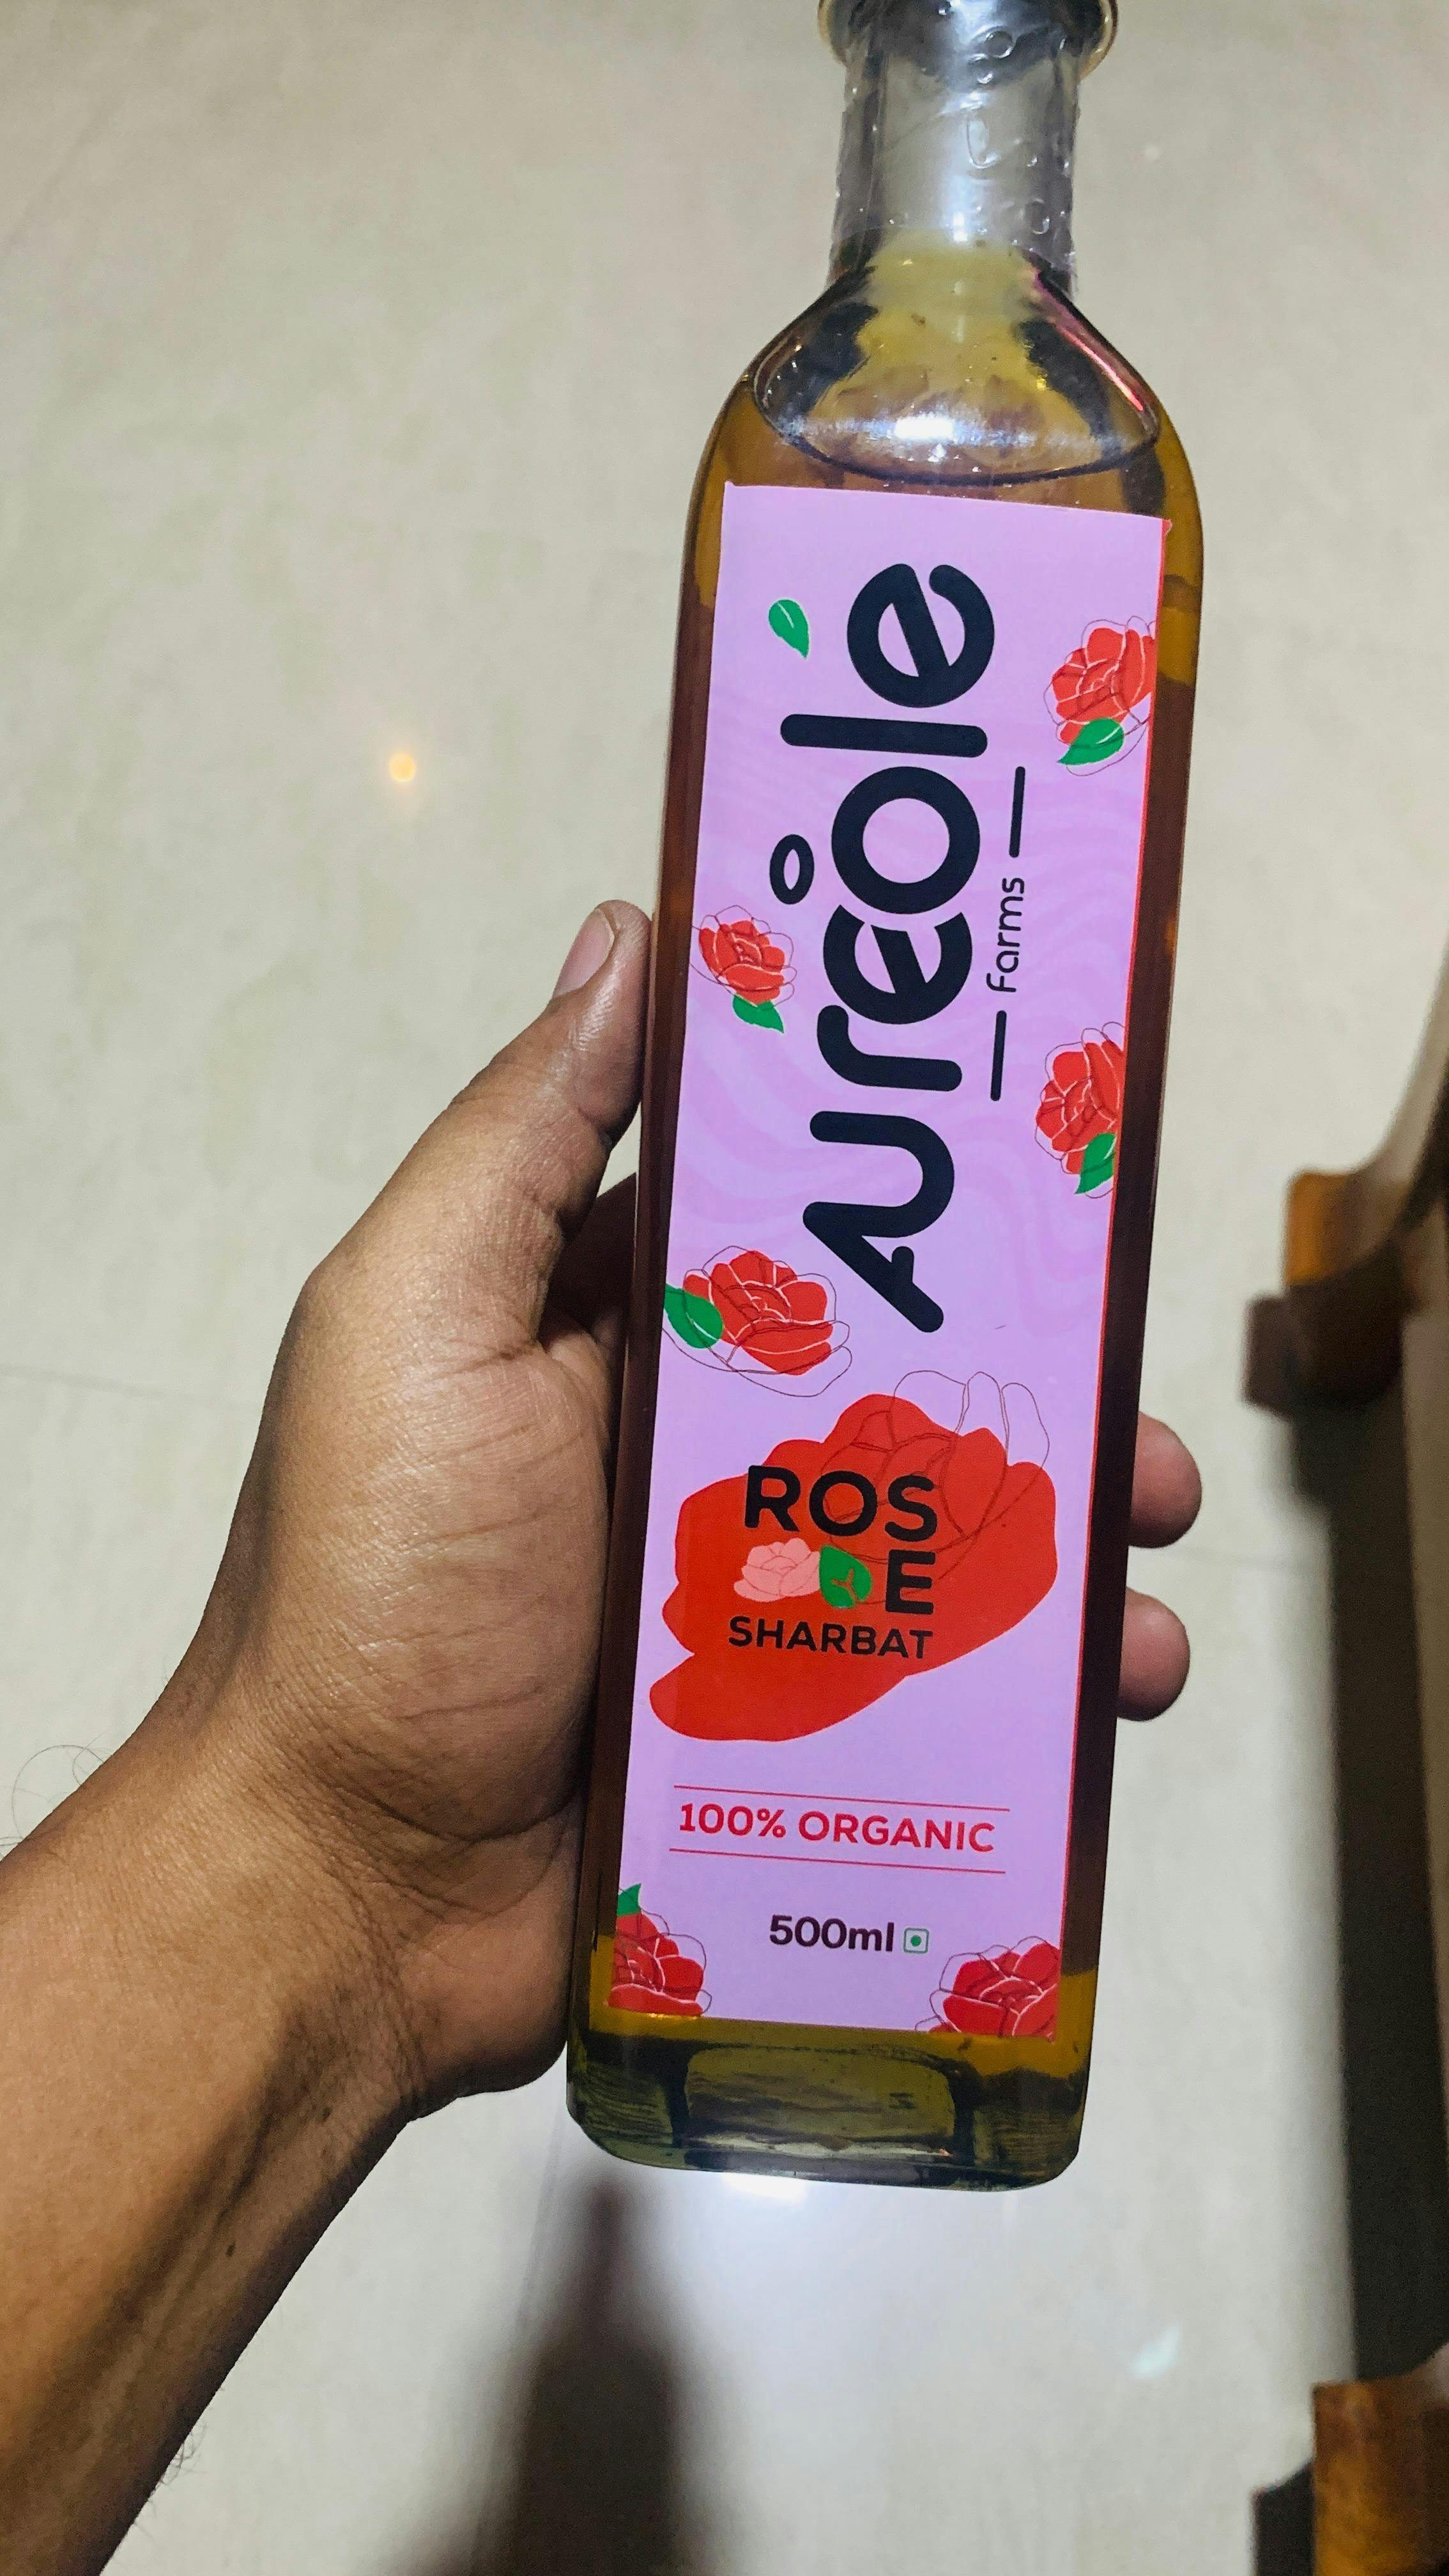 Aureole
farms
ROS
E
SHARBAT
100% ORGANIC
500ml